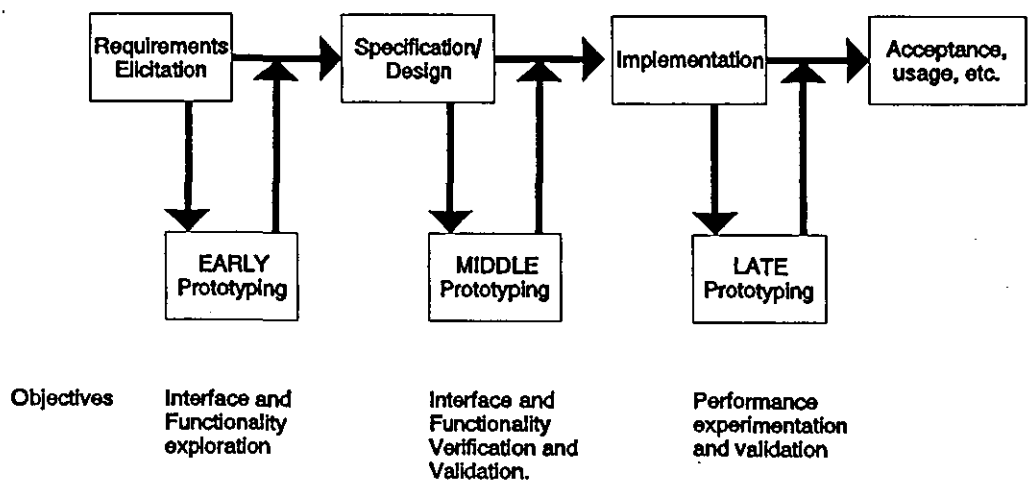 Requirements
Elicitation
Specification/
Design
Implementation
Acceptance,
usage, etc.
EARLY
Prototyping
MIDDLE
Prototyping
LATE
Prototyping
Objectives
Interface and
Functionality
exploration
Interface and
Functionality
Verification and
Validation.
Performance
experimentation
and validation